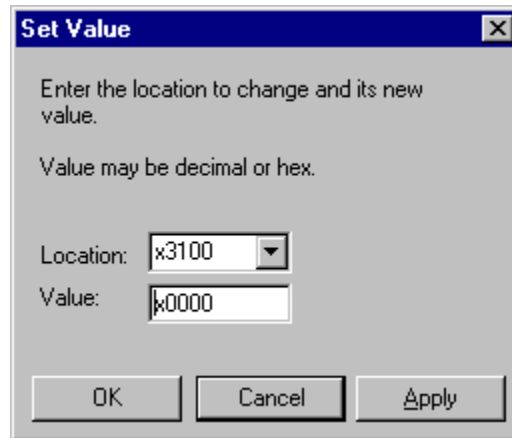 Set Value
Enter the location to change and its new
value.
Value may be decimal or hex.
Location: x3100
Value: x0000
OK Cancel Apply